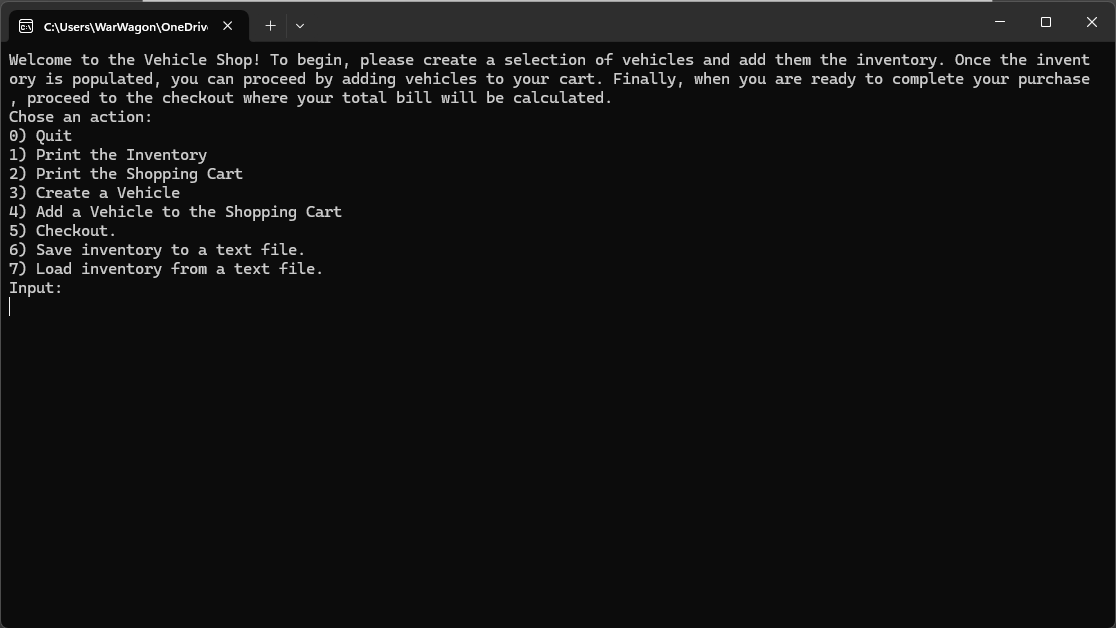 C:\Users\WarWagon\OneDriv
Welcome to the Vehicle Shop! To begin, please create a selection of vehicles and add them the inventory. Once the invent
ory is populated, you can proceed by adding vehicles to your cart. Finally, when you are ready to complete your purchase
, proceed to the checkout where your total bill will be calculated.
Chose an action:
0) Quit
1) Print the Inventory
2) Print the Shopping Cart
3) Create a Vehicle
4) Add a Vehicle to the Shopping Cart
5) Checkout.
6) Save inventory to a text file.
7) Load inventory from a text file.
Input: